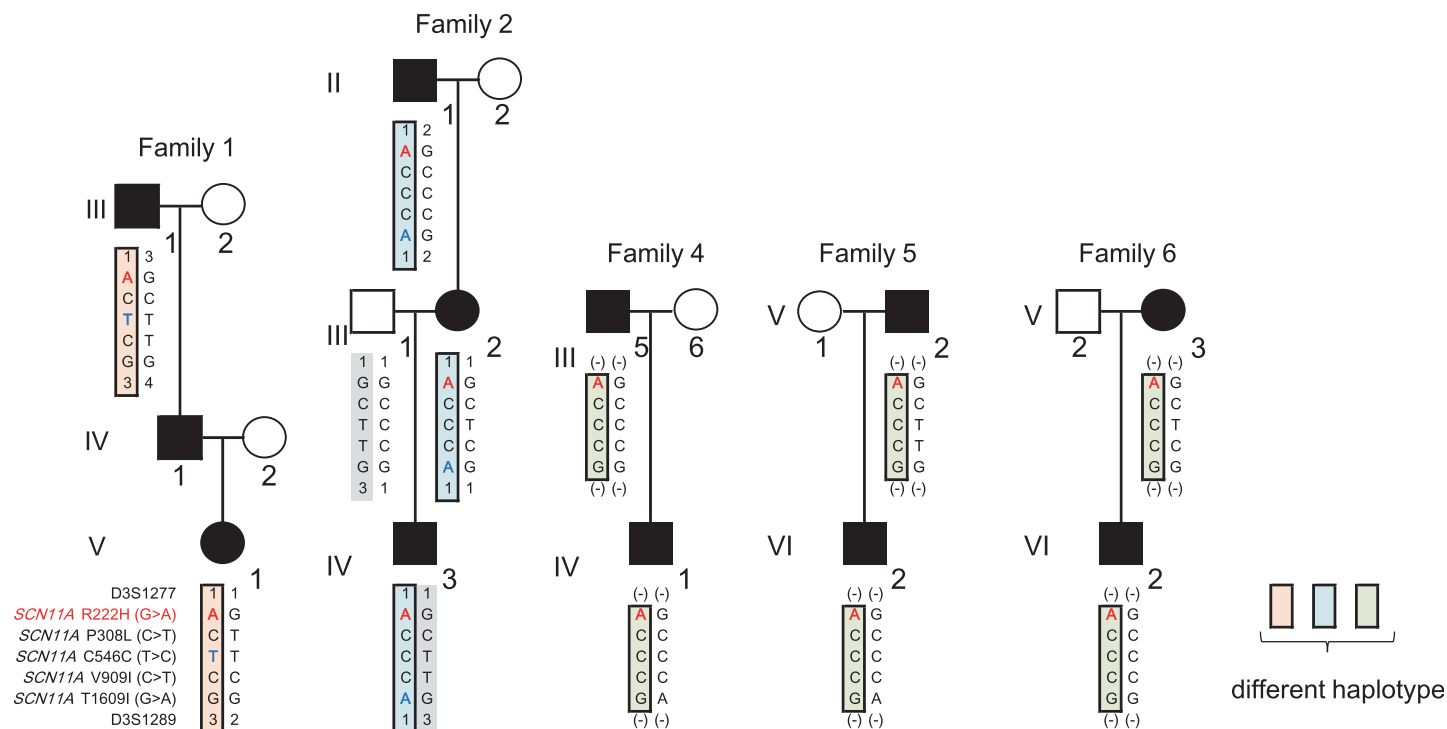 Family 2
II
1
2
1 2
A G
C C
C C
C C
A G
1 2
Family 1
III
1
2
1 3
A G
C C
T T
C T
G G
3 4
III
1
2
1 1
G G
C C
T C
T C
G G
3 1
1 1
A G
C C
C T
C C
A G
1 1
Family 4
III
5
6
(-) (-)
A G
C C
C C
C C
G G
(-) (-)
Family 5
V
1
2
(-) (-)
A G
C C
C T
C T
G G
(-) (-)
Family 6
V
2
3
(-) (-)
A G
C C
C T
C C
G G
(-) (-)
IV
1
2
V
1
D3S1277 1 1
SCN11A R222H (G>A) A G
SCN11A P308L (C>T) C T
SCN11A C546C (T>C) T T
SCN11A V909I (C>T) C C
SCN11A T1609I (G>A) G G
D3S1289 3 2
IV
3
1 1
A G
C C
C T
C T
A G
1 3
IV
1
(-) (-)
A G
C C
C C
C C
G A
(-) (-)
VI
2
(-) (-)
A G
C C
C C
C C
G A
(-) (-)
VI
2
(-) (-)
A G
C C
C C
C C
G G
(-) (-)
different haplotype